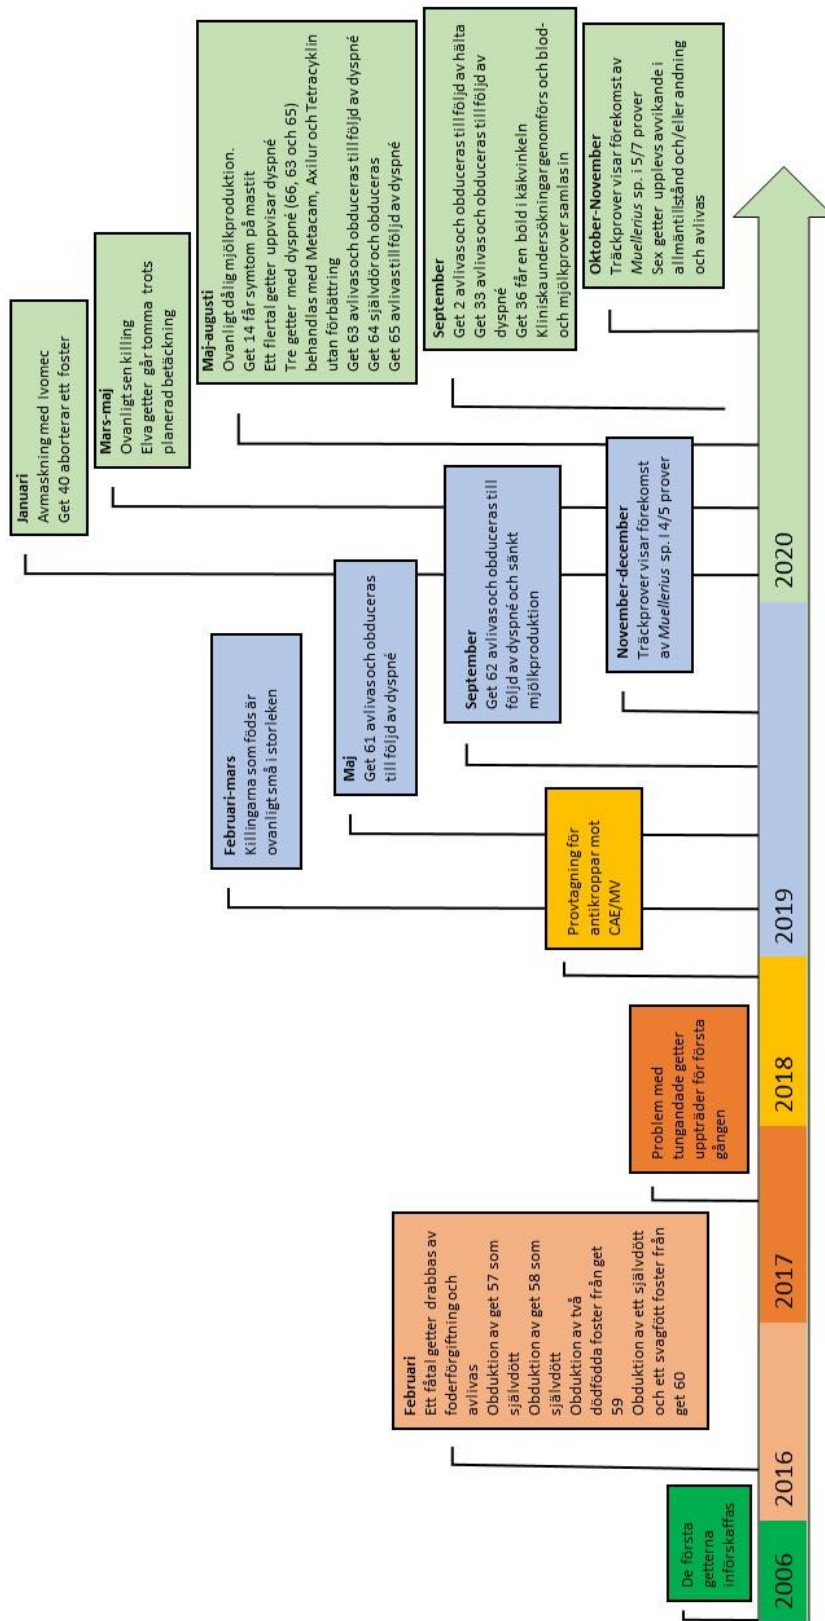 De första
getterna
införskaffas
Februari
Ett fåtal getter drabbas av
foderförgiftning och
avlivas
Obduktion av get 57 som
självdött
Obduktion av get 58 som
självdött
Obduktion av två
dödfödda foster från get
59
Obduktion av ett självdött
och ett svagfött foster från
get 60
Problem med
tungandade getter
uppträder för första
gången
Provtagning för
antikroppar mot
CAE/MV
Februari-mars
Killingarna som föds är
ovanligt små i storleken
Maj
Get 61 avlivas och obduceras
till följd av dyspné
September
Get 62 avlivas och obduceras till
följd av dyspné och sänkt
mjölkproduktion
November-december
Träckprover visar förekomst
av Muellerius sp. I 4/5 prover
Januari
Avmaskning med Ivomec
Get 40 aborterar ett foster
Mars-maj
Ovanligt sen killing
Elva getter går tomma trots
planerad betäckning
Maj-augusti
Ovanligt dålig mjölkproduktion.
Get 14 får symtom på mastit
Ett flertal getter uppvisar dyspné
Tre getter med dyspné (66, 63 och 65)
behandlas med Metacam, Axilur och Tetracyklin
utan förbättring
Get 63 avlivas och obduceras till följd av dyspné
Get 64 självdör och obduceras
Get 65 avlivas till följd av dyspné
September
Get 2 avlivas och obduceras till följd av hälta
Get 33 avlivas och obduceras till följd av
dyspné
Get 36 får en böld i käkvinkeln
Kliniska undersökningar genomförs och blod-
och mjölkprover samlas in
Oktober-November
Träckprover visar förekomst av
Muellerius sp. i 5/7 prover
Sex getter upplevs avvikande i
allmäntillstånd och/eller andning
och avlivas
2006
2016
2017
2018
2019
2020